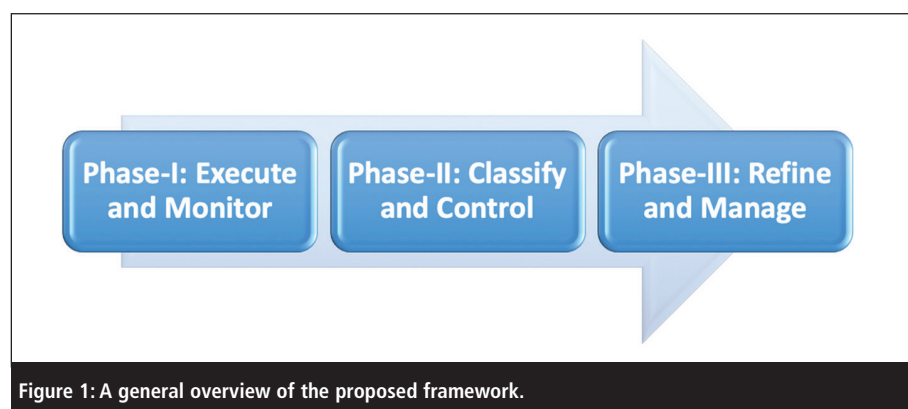 Phase-I: Execute
and Monitor
Phase-II: Classify
and Control
Phase-III: Refine
and Manage
Figure 1: A general overview of the proposed framework.